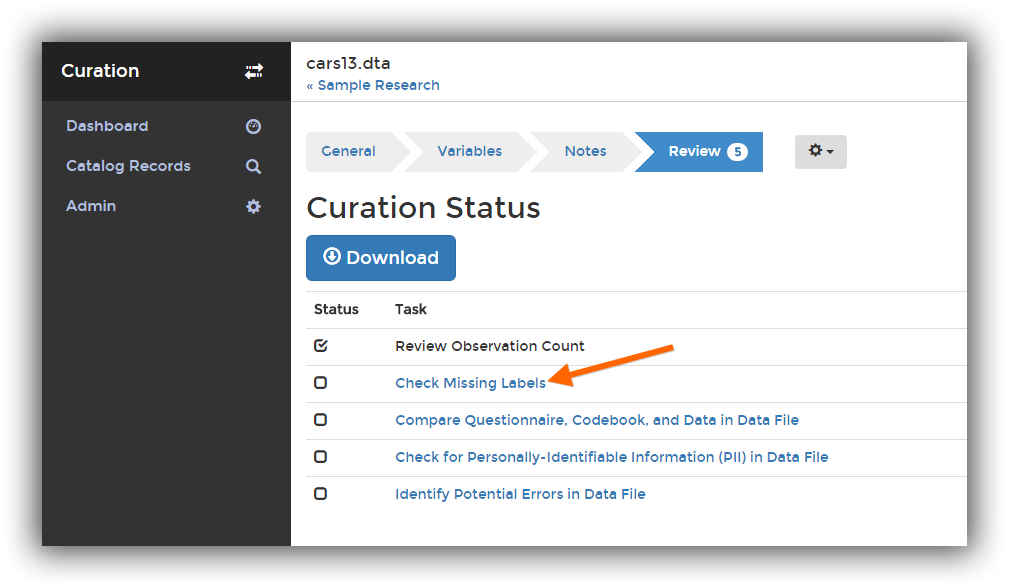 Curation
Dashboard
Catalog Records
Admin
cars13.dta
« Sample Research
General
Variables
Notes
Review 5
Curation Status
Download
Status Task
Review Observation Count
Check Missing Labels
Compare Questionnaire, Codebook, and Data in Data File
Check for Personally-Identifiable Information (PII) in Data File
Identify Potential Errors in Data File